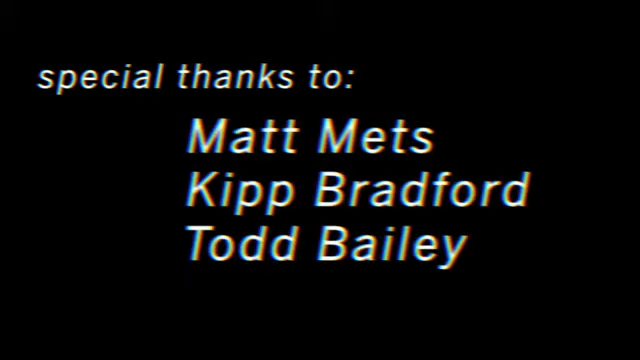 special thanks to:
Matt Mets
Kipp Bradford
Todd Bailey